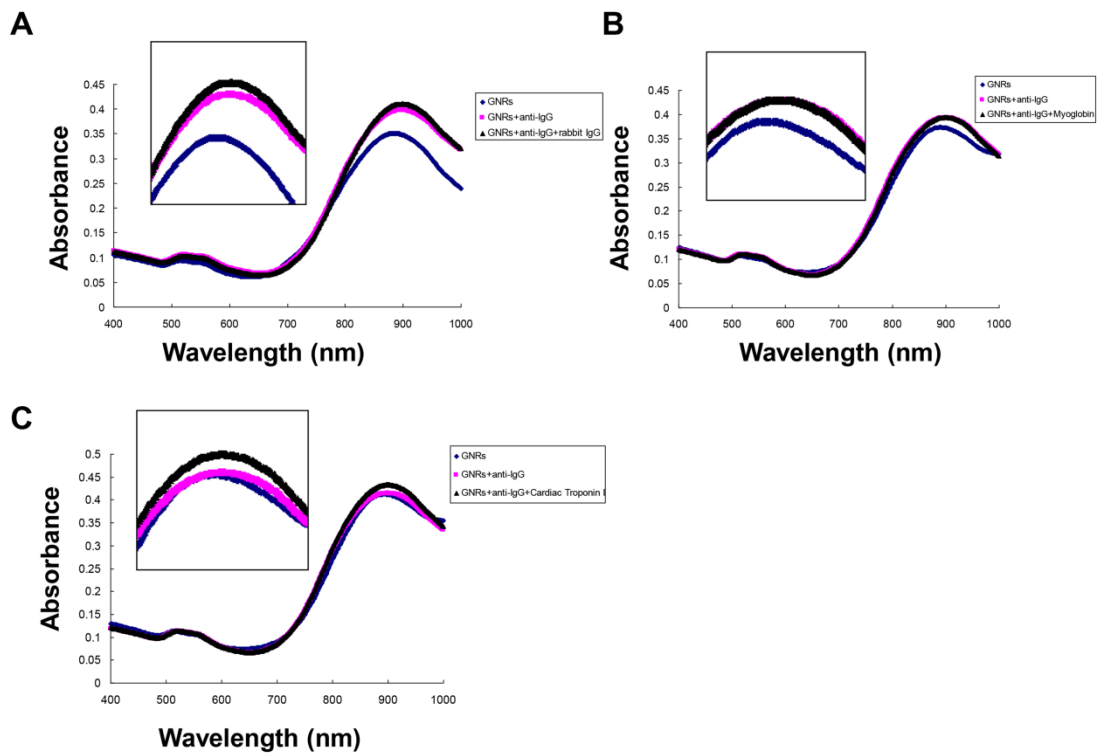 A
Absorbance
0.45
0.4
0.35
0.3
0.25
0.2
0.15
0.1
0.05
0
400 500 600 700 800 900 1000
Wavelength (nm)
GNRs
GNRs+anti-IgG
GNRs+anti-IgG+rabbit IgG
B
Absorbance
0.45
0.4
0.35
0.3
0.25
0.2
0.15
0.1
0.05
0
400 500 600 700 800 900 1000
Wavelength (nm)
GNRs
GNRs+anti-IgG
GNRs+anti-IgG+Myoglobin
C
Absorbance
0.5
0.45
0.4
0.35
0.3
0.25
0.2
0.15
0.1
0.05
0
400 500 600 700 800 900 1000
Wavelength (nm)
GNRs
GNRs+anti-IgG
GNRs+anti-IgG+Cardiac Troponin I